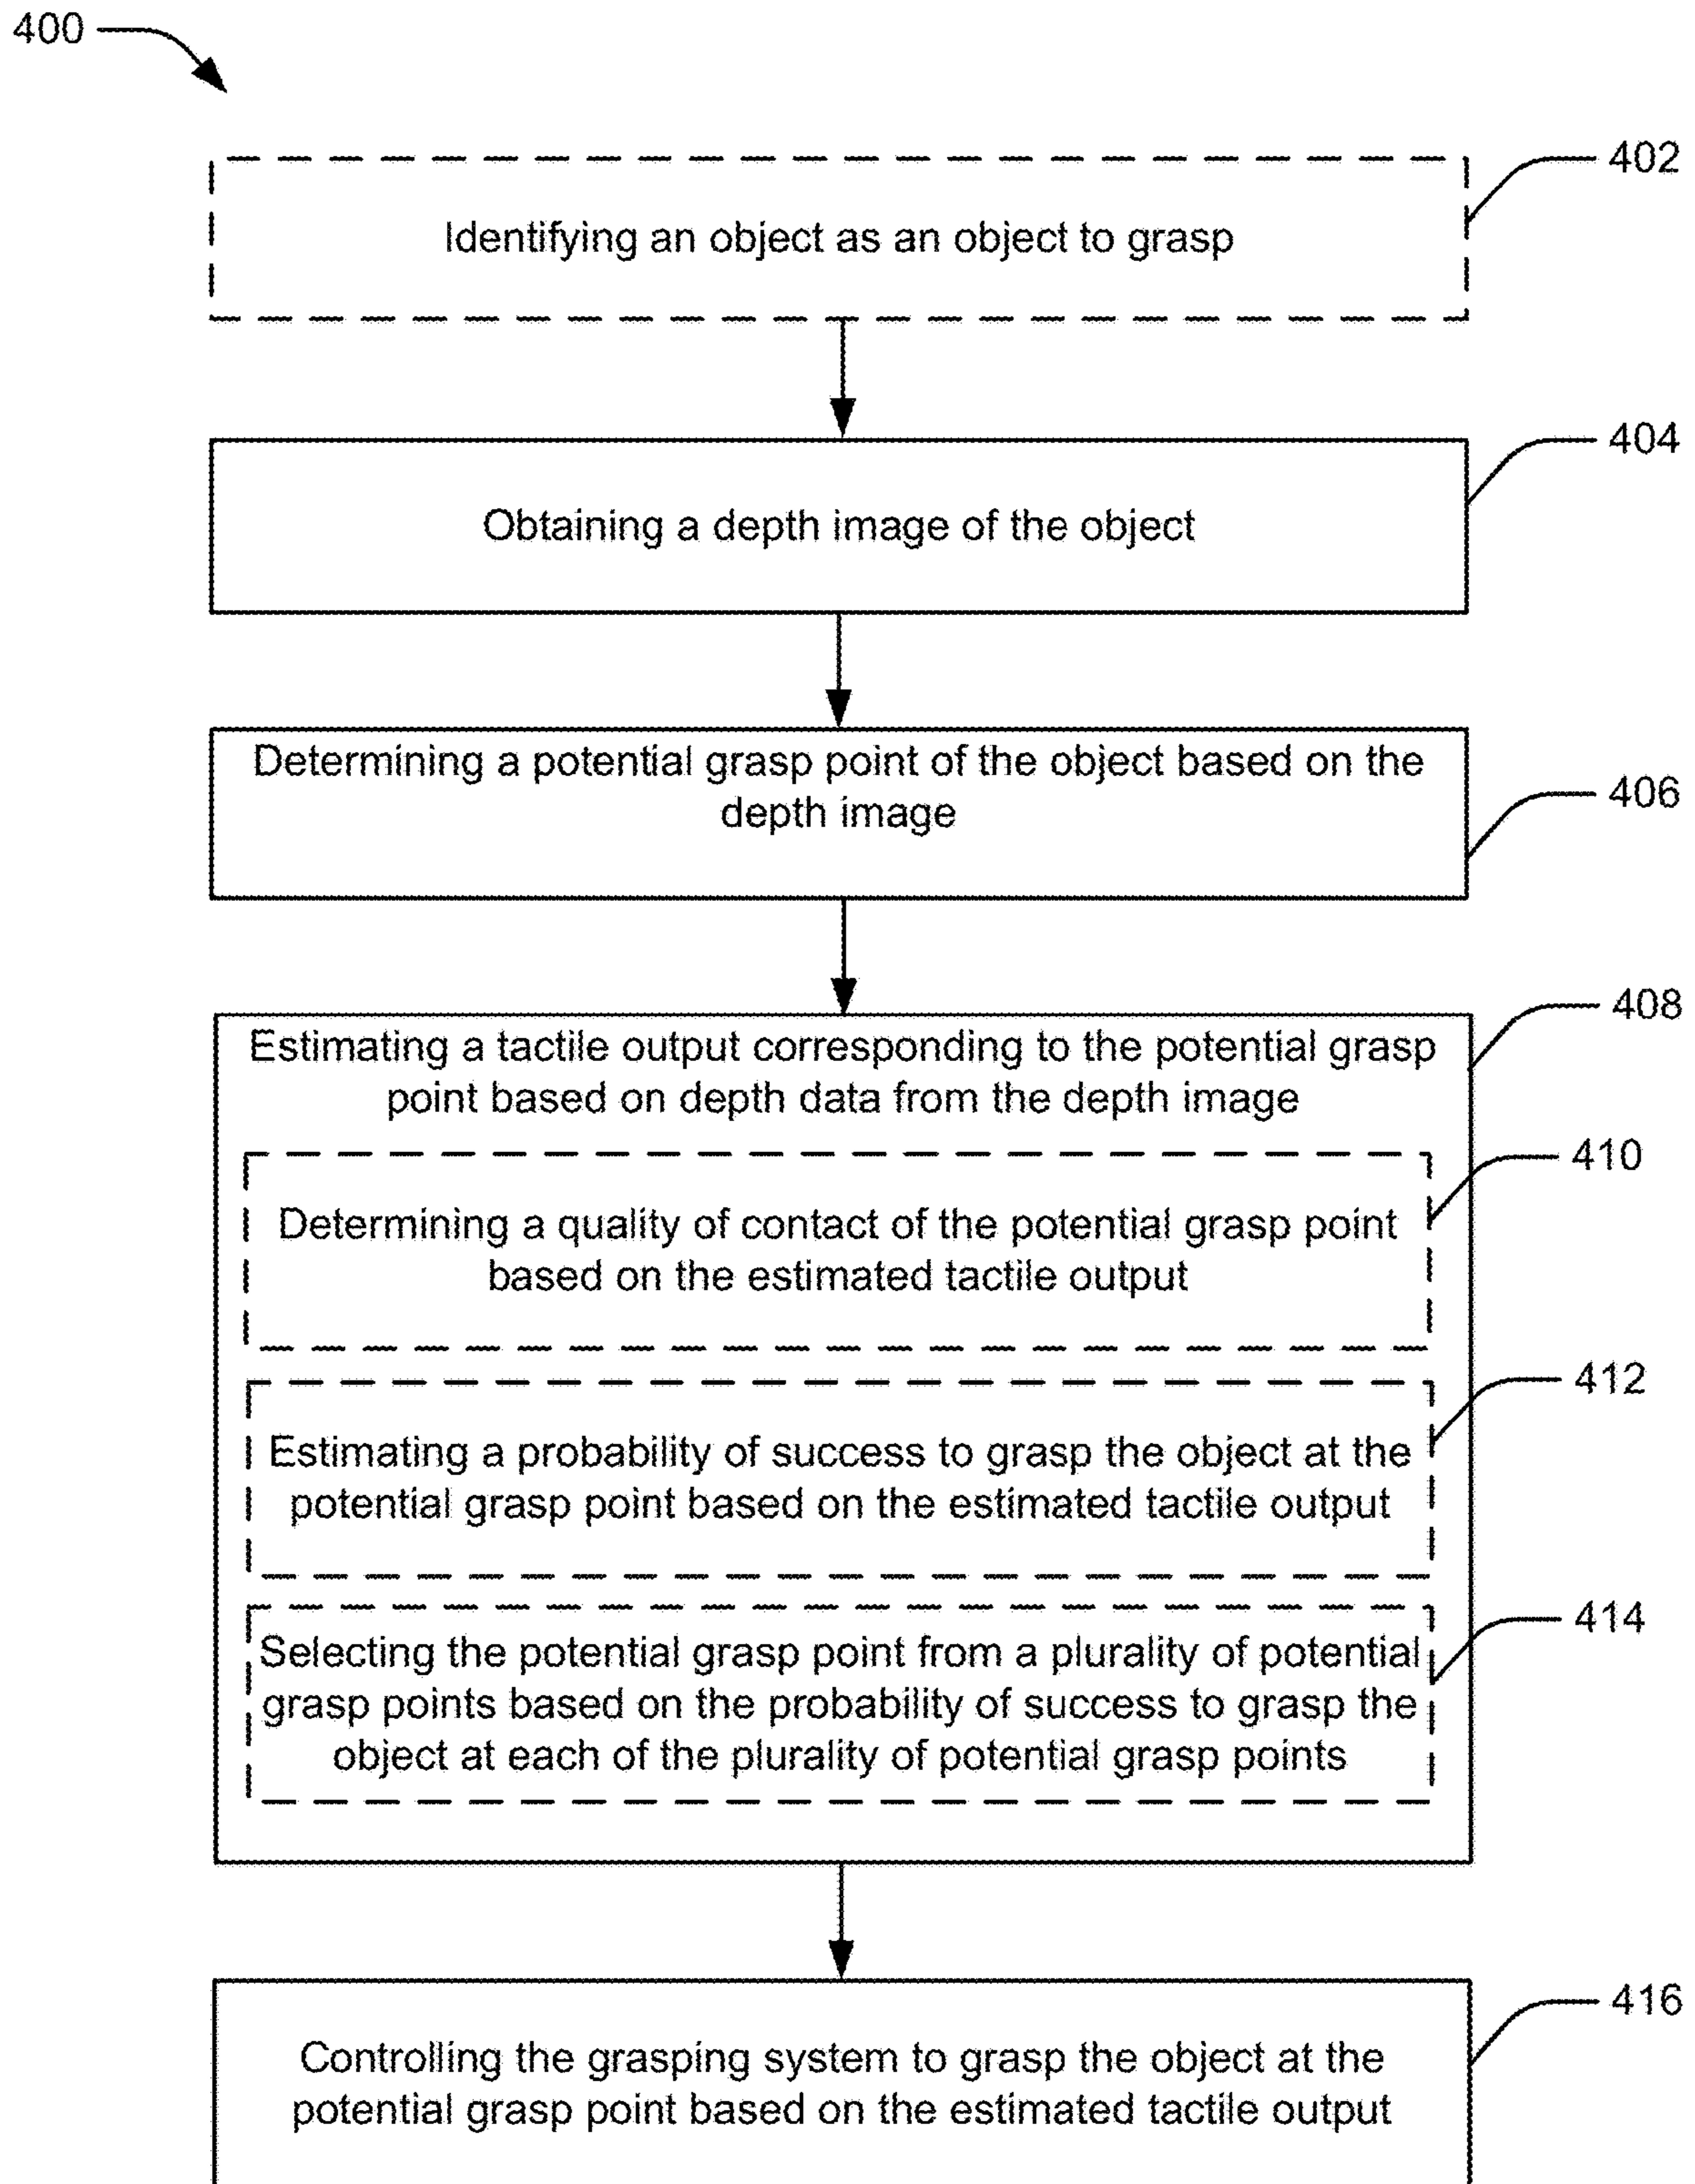 400
402
Identifying an object as an object to grasp
404
Obtaining a depth image of the object
Determining a potential grasp point of the object based on the
depth image
406
408
Estimating a tactile output corresponding to the potential grasp
point based on depth data from the depth image
410
Determining a quality of contact of the potential grasp point
based on the estimated tactile output
412
Estimating a probability of success to grasp the object at the
potential grasp point based on the estimated tactile output
414
Selecting the potential grasp point from a plurality of potential
grasp points based on the probability of success to grasp the
object at each of the plurality of potential grasp points
416
Controlling the grasping system to grasp the object at the
potential grasp point based on the estimated tactile output